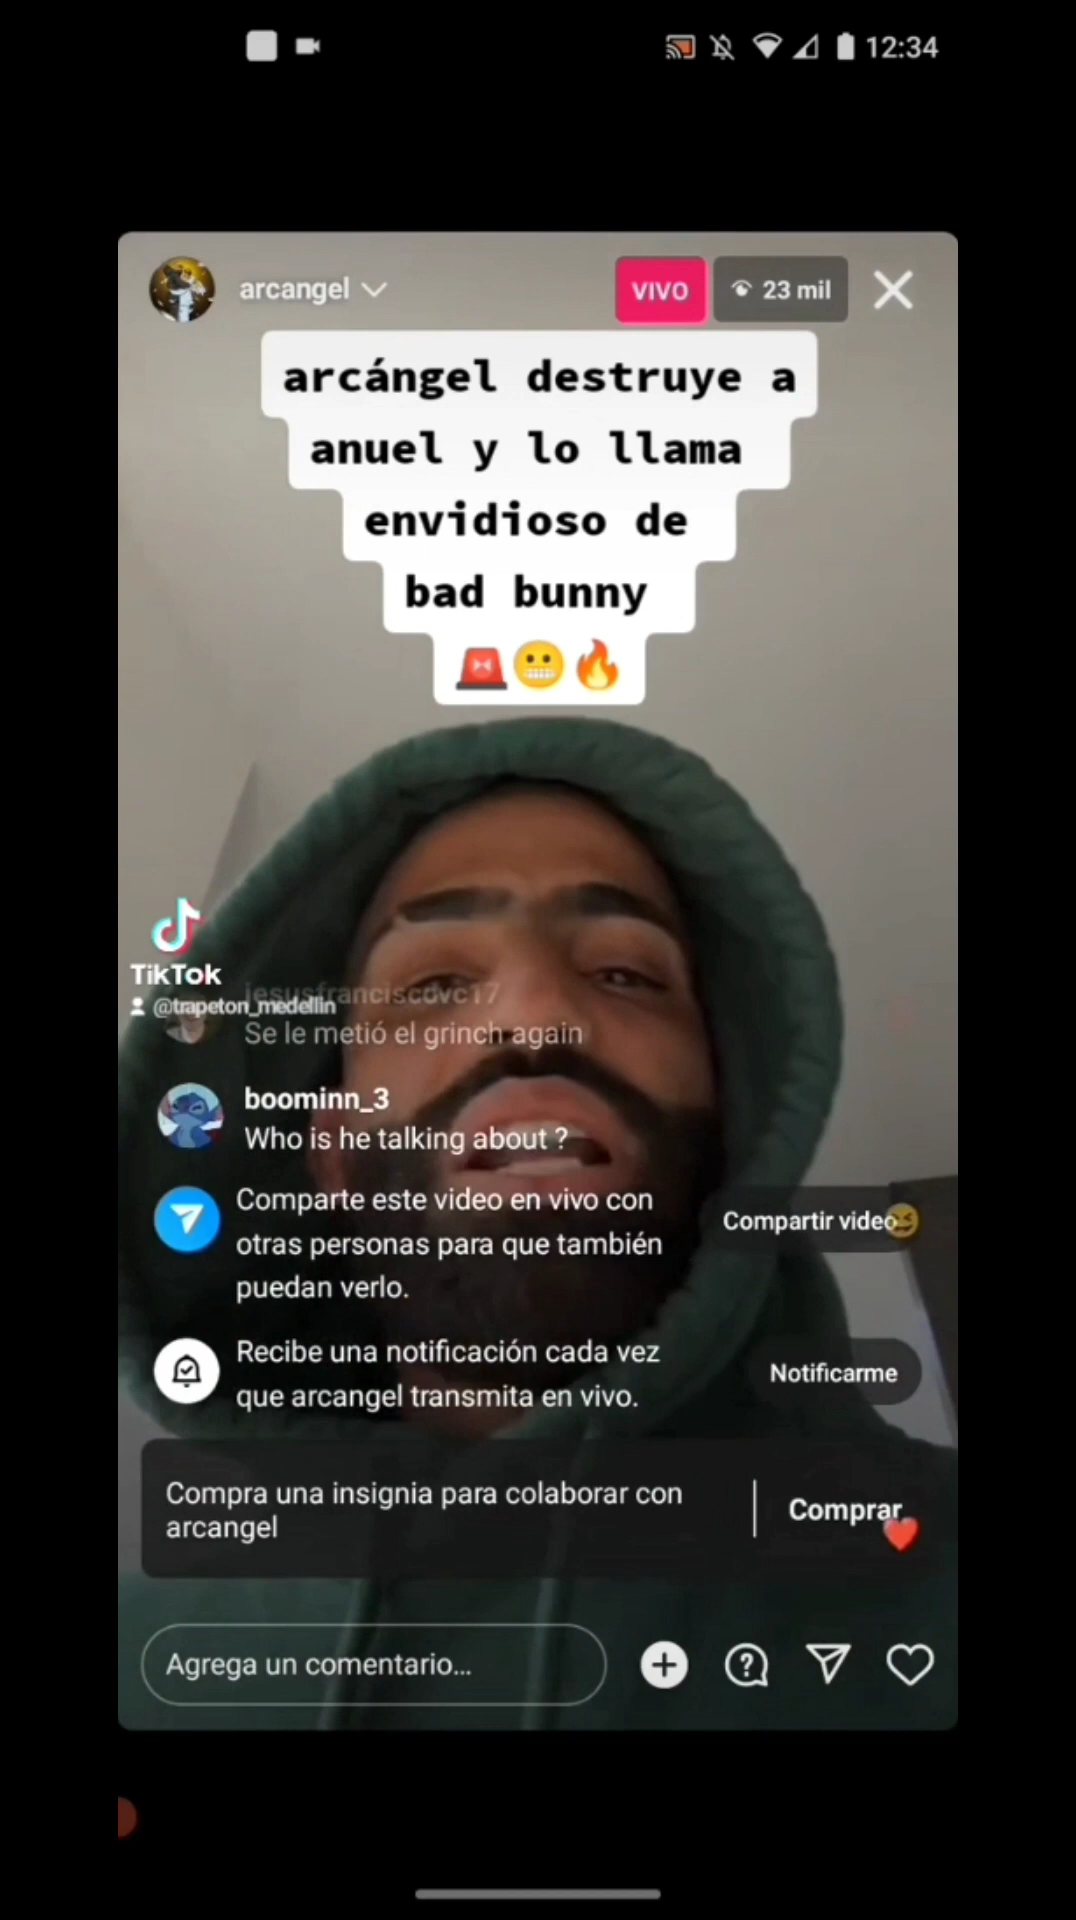 12:34
arcangel
VIVO
23 mil
arcángel destruye a
anuel y lo llama
envidioso de
bad bunny
TikTok
jesusfranciscdvc17
@trapeton_medellin
Se le metió el grinch again
boominn_3
Who is he talking about ?
Comparte este video en vivo con
otras personas para que también
puedan verlo.
Compartir video
Recibe una notificación cada vez
que arcangel transmita en vivo.
Notificarme
Compra una insignia para colaborar con
arcangel
Comprar
Agrega un comentario...